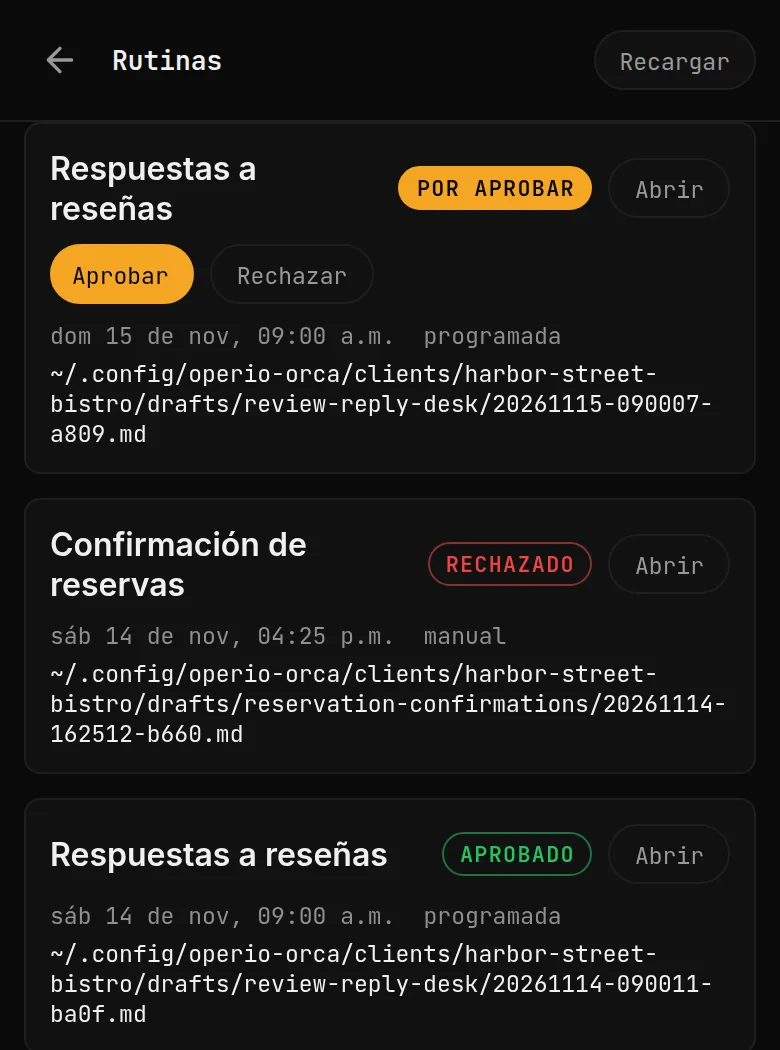 Rutinas
Recargar
Respuestas a
reseñas
POR APROBAR
Abrir
Aprobar
Rechazar
dom 15 de nov, 09:00 a.m. programada
~/.config/operio-orca/clients/harbor-street-
bistro/drafts/review-reply-desk/20261115-090007-
a809.md
Confirmación de
reservas
RECHAZADO
Abrir
sáb 14 de nov, 04:25 p.m. manual
~/.config/operio-orca/clients/harbor-street-
bistro/drafts/reservation-confirmations/20261114-
162512-b660.md
Respuestas a reseñas
APROBADO
Abrir
sáb 14 de nov, 09:00 a.m. programada
~/.config/operio-orca/clients/harbor-street-
bistro/drafts/review-reply-desk/20261114-090011-
ba0f.md